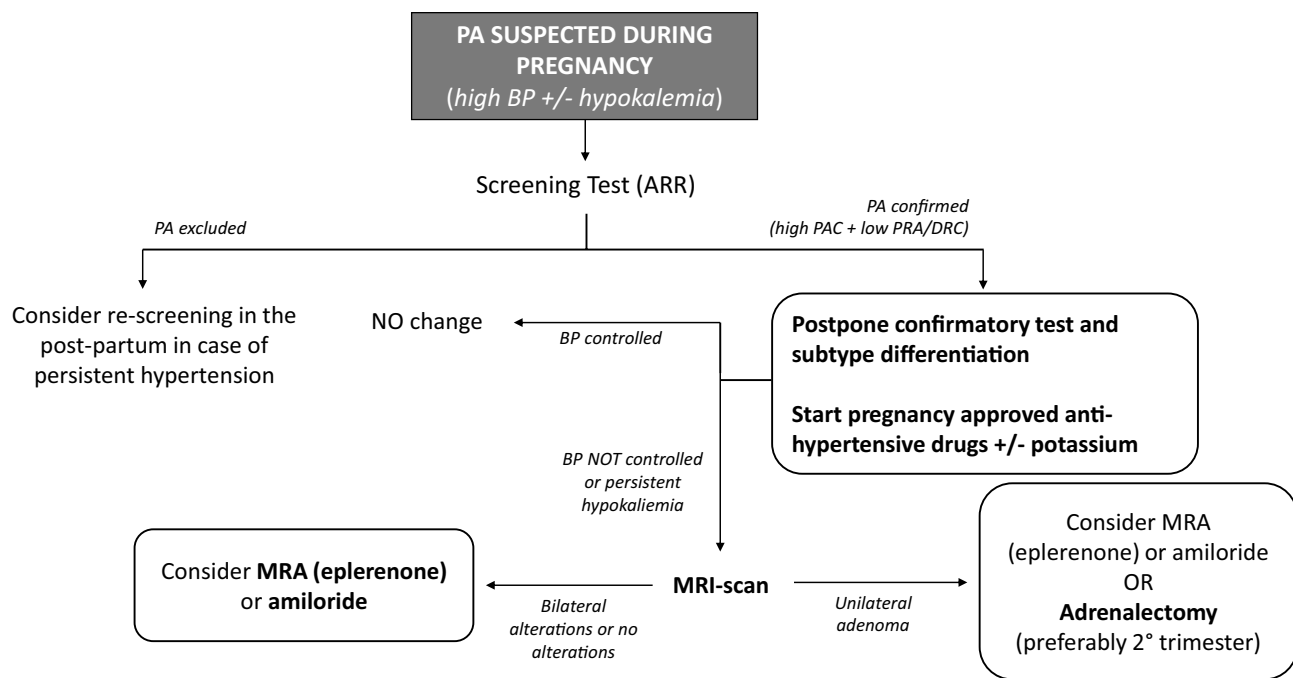 PA SUSPECTED DURING
PREGNANCY
(high BP +/- hypokalemia)
Screening Test (ARR)
PA excluded
PA confirmed
(high PAC + low PRA/DRC)
Consider re-screening in the
post-partum in case of
persistent hypertension
NO change
BP controlled
Postpone confirmatory test and
subtype differentiation
Start pregnancy approved anti-
hypertensive drugs +/- potassium
BP NOT controlled
or persistent
hypokaliemia
Consider MRA (eplerenone)
or amiloride
Bilateral
alterations or no
alterations
MRI-scan
Unilateral
adenoma
Consider MRA
(eplerenone) or amiloride
OR
Adrenalectomy
(preferably 2° trimester)